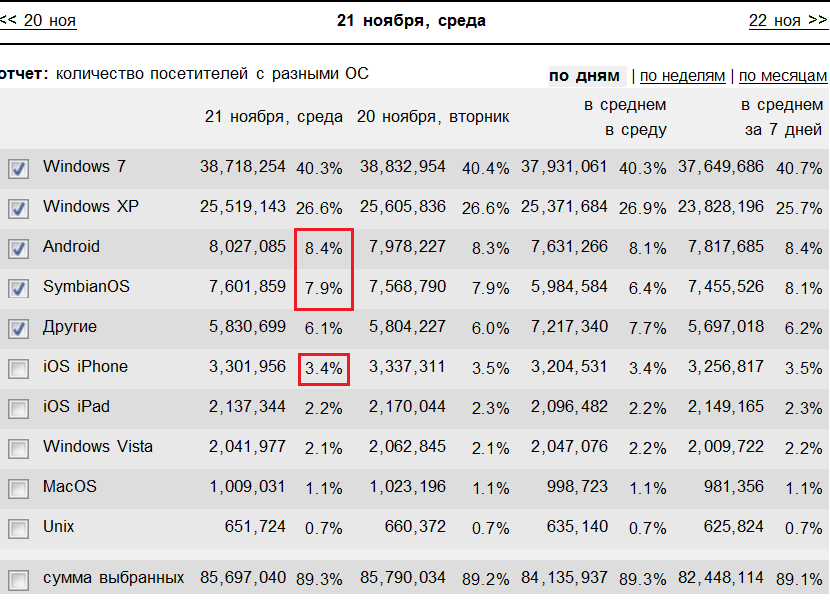 << 20 ноя 21 ноября, среда 22 ноя >>
отчет: количество посетителей с разными ОС по дням | по неделям | по месяцам
21 ноября, среда 20 ноября, вторник в среднем в среду в среднем за 7 дней
Windows 7 38,718,254 40.3% 38,832,954 40.4% 37,931,061 40.3% 37,649,686 40.7%
Windows XP 25,519,143 26.6% 25,605,836 26.6% 25,371,684 26.9% 23,828,196 25.7%
Android 8,027,085 8.4% 7,978,227 8.3% 7,631,266 8.1% 7,817,685 8.4%
SymbianOS 7,601,859 7.9% 7,568,790 7.9% 5,984,584 6.4% 7,455,526 8.1%
Другие 5,830,699 6.1% 5,804,227 6.0% 7,217,340 7.7% 5,697,018 6.2%
iOS iPhone 3,301,956 3.4% 3,337,311 3.5% 3,204,531 3.4% 3,256,817 3.5%
iOS iPad 2,137,344 2.2% 2,170,044 2.3% 2,096,482 2.2% 2,149,165 2.3%
Windows Vista 2,041,977 2.1% 2,062,845 2.1% 2,047,076 2.2% 2,009,722 2.2%
MacOS 1,009,031 1.1% 1,023,196 1.1% 998,723 1.1% 981,356 1.1%
Unix 651,724 0.7% 660,372 0.7% 635,140 0.7% 625,824 0.7%
сумма выбранных 85,697,040 89.3% 85,790,034 89.2% 84,135,937 89.3% 82,448,114 89.1%